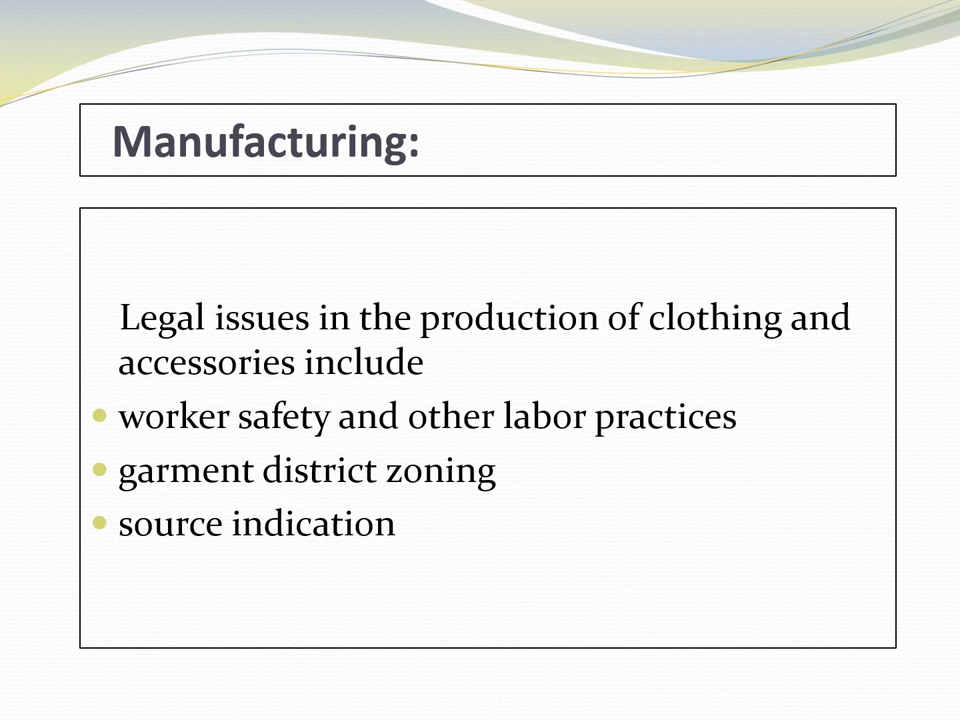 Manufacturing:
Legal issues in the production of clothing and
accessories include
worker safety and other labor practices
garment district zoning
source indication